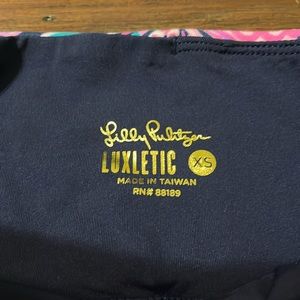 Lilly Pulitzer
LUXLETIC XS
MADE IN TAIWAN
RN# 88189